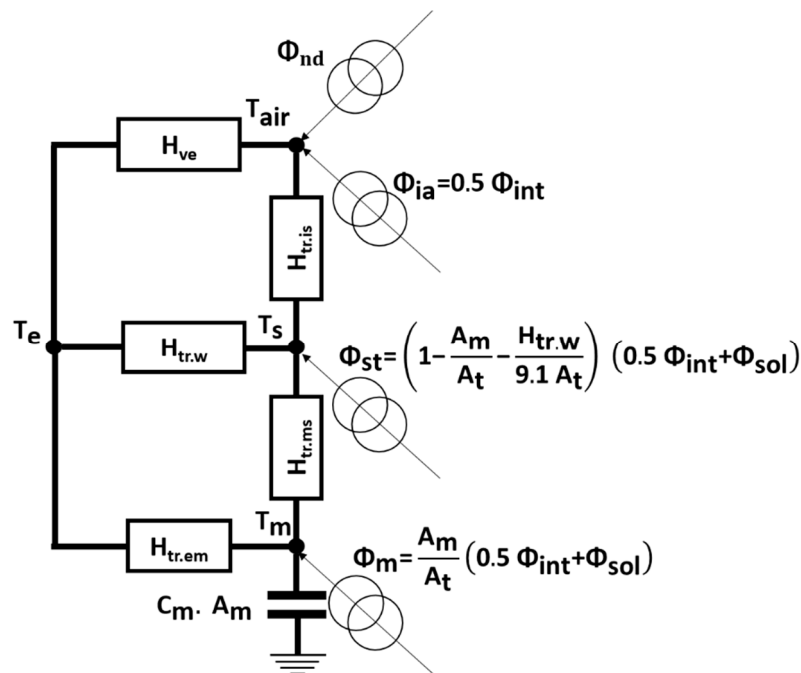 Φnd
Tair
Hve
Φia=0.5 Φint
Htr.is
Te
Htr.w
Ts
Φst=(1−Am/At−Htr.w/9.1 At) (0.5 Φint+Φsol)
Htr.ms
Tm
Htr.em
Φm=Am/At(0.5 Φint+Φsol)
Cm. Am